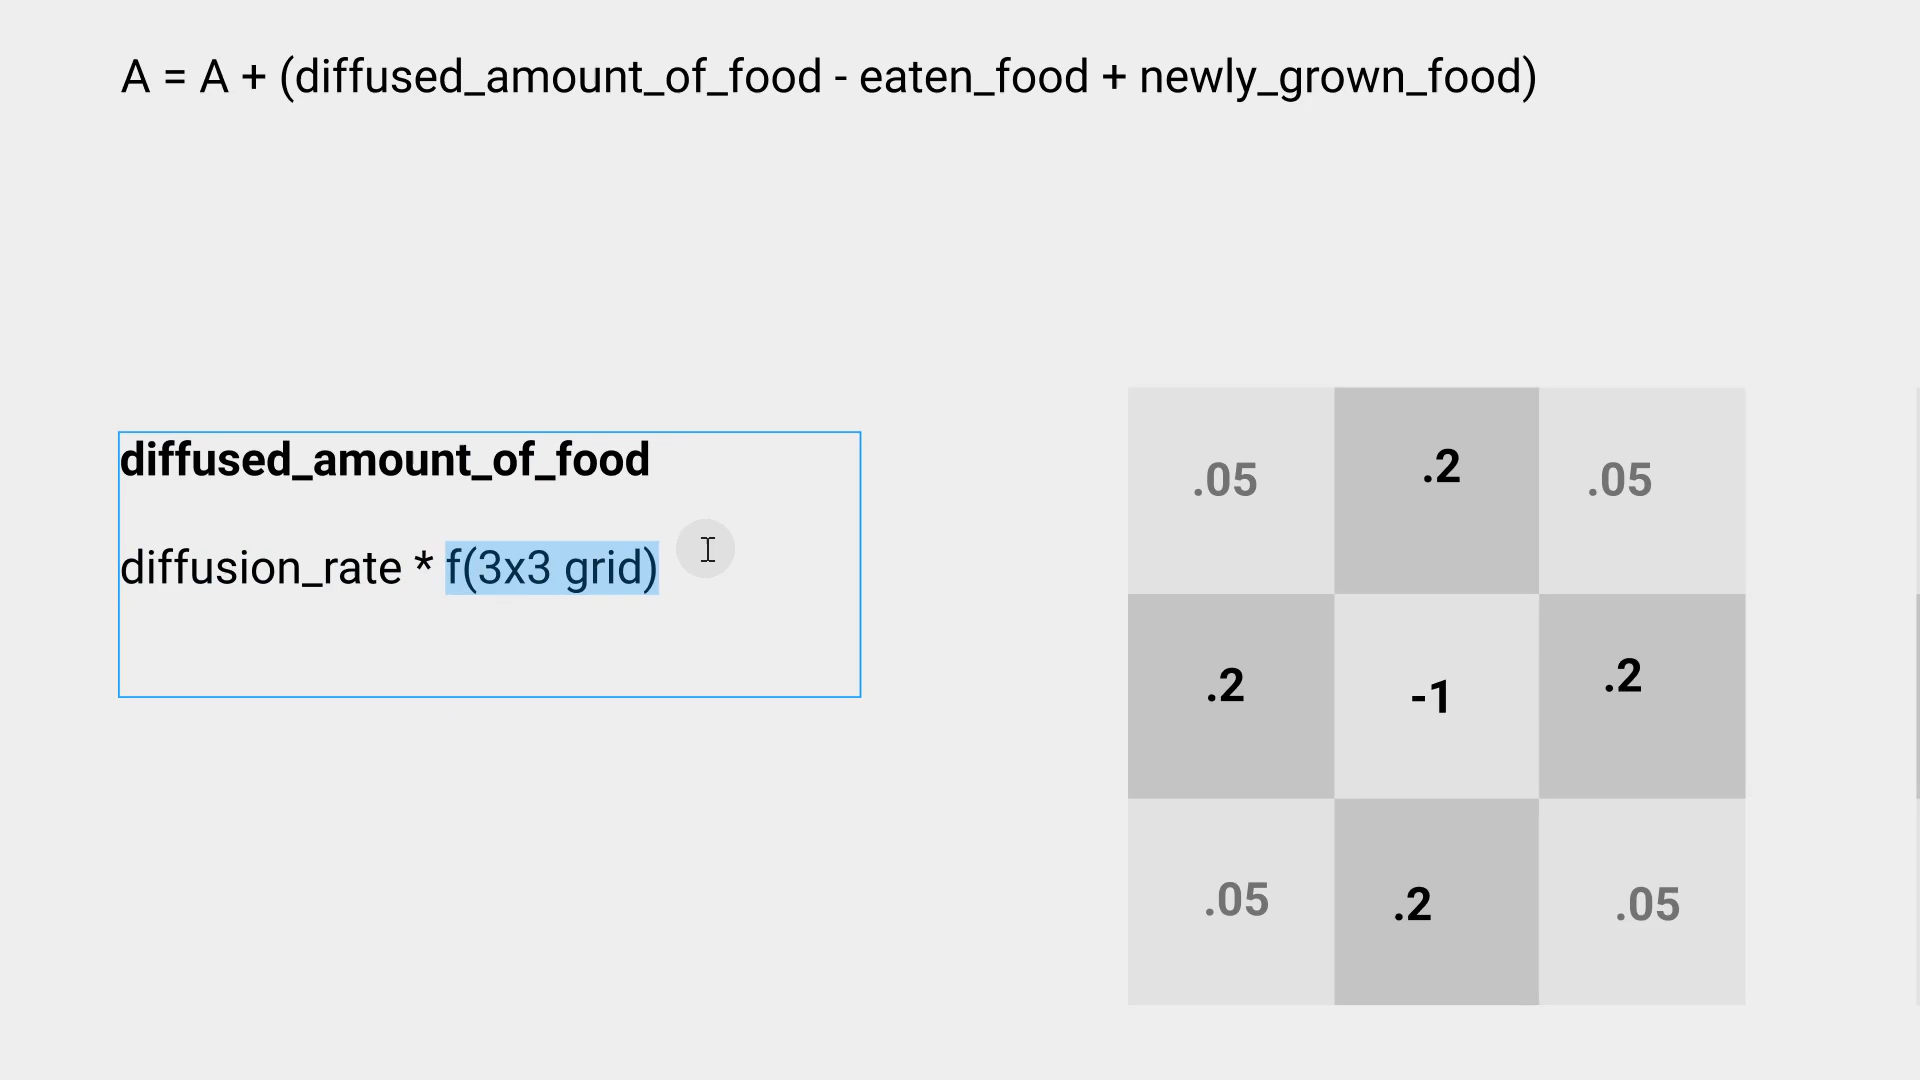 A = A + (diffused_amount_of_food - eaten_food + newly_grown_food)
diffused_amount_of_food
diffusion_rate * f(3x3 grid)
.05 .2 .05
.2 -1 .2
.05 .2 .05